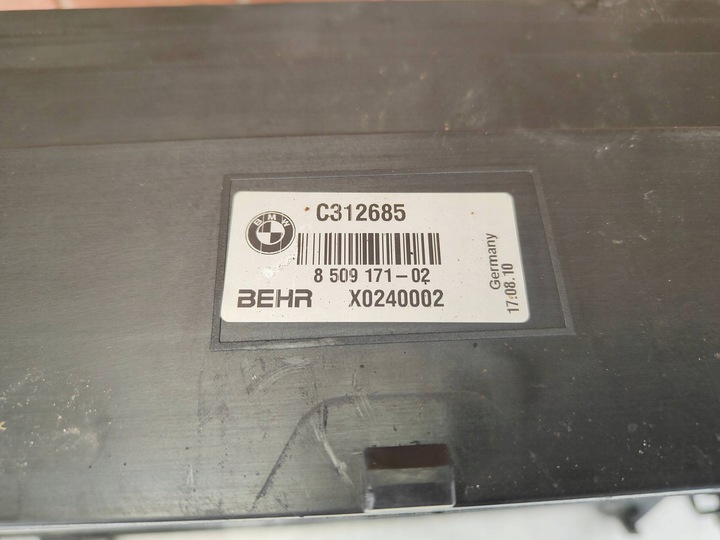 BMW
C312685
8 509 171-02
BEHR X0240002
Germany
17.08.10